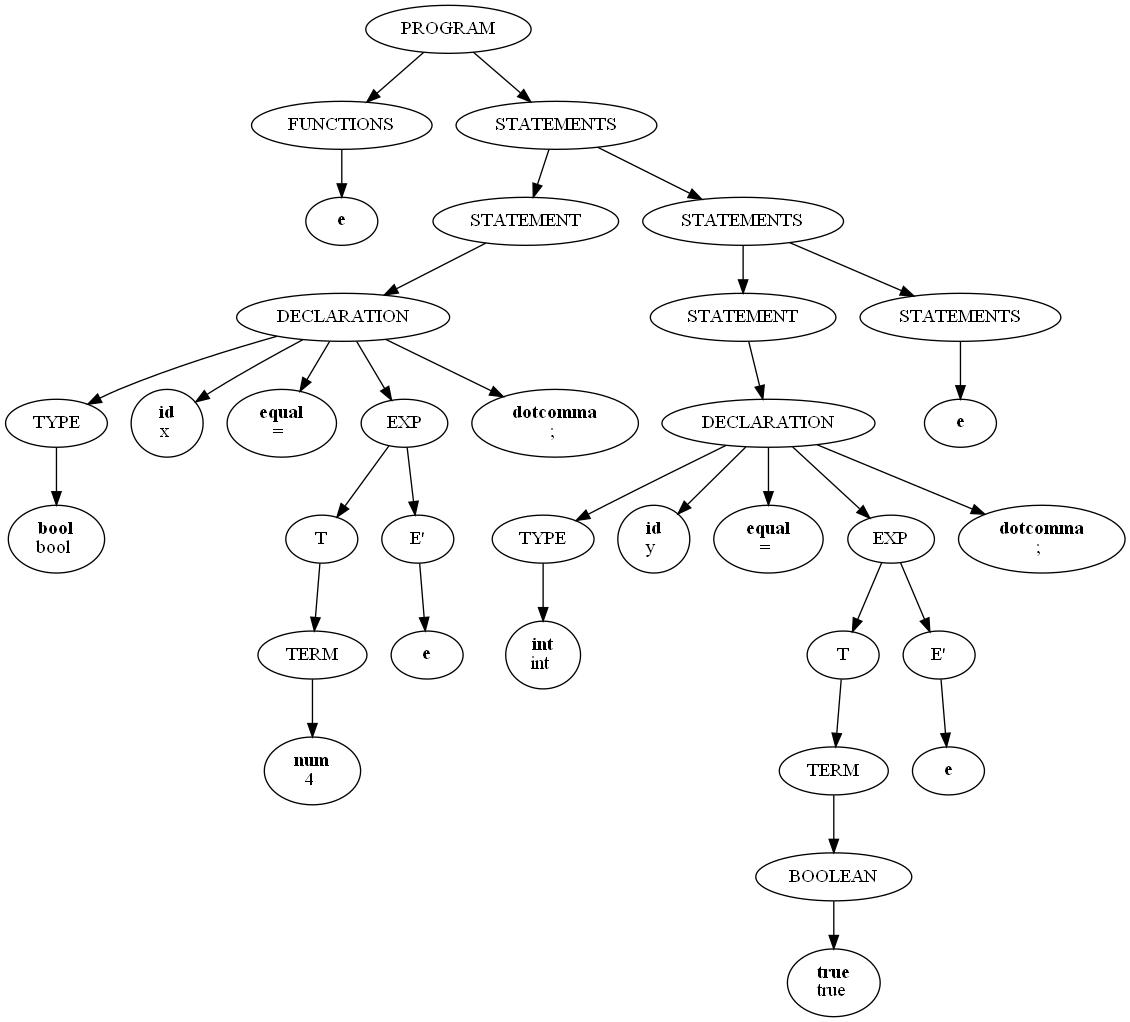 PROGRAM
FUNCTIONS
STATEMENTS
e
STATEMENT
STATEMENTS
DECLARATION
STATEMENT
STATEMENTS
TYPE
id
x
equal
=
EXP
dotcomma
;
DECLARATION
e
bool
bool
T
E'
TYPE
id
y
equal
=
EXP
dotcomma
;
TERM
e
int
int
T
E'
num
4
TERM
e
BOOLEAN
true
true